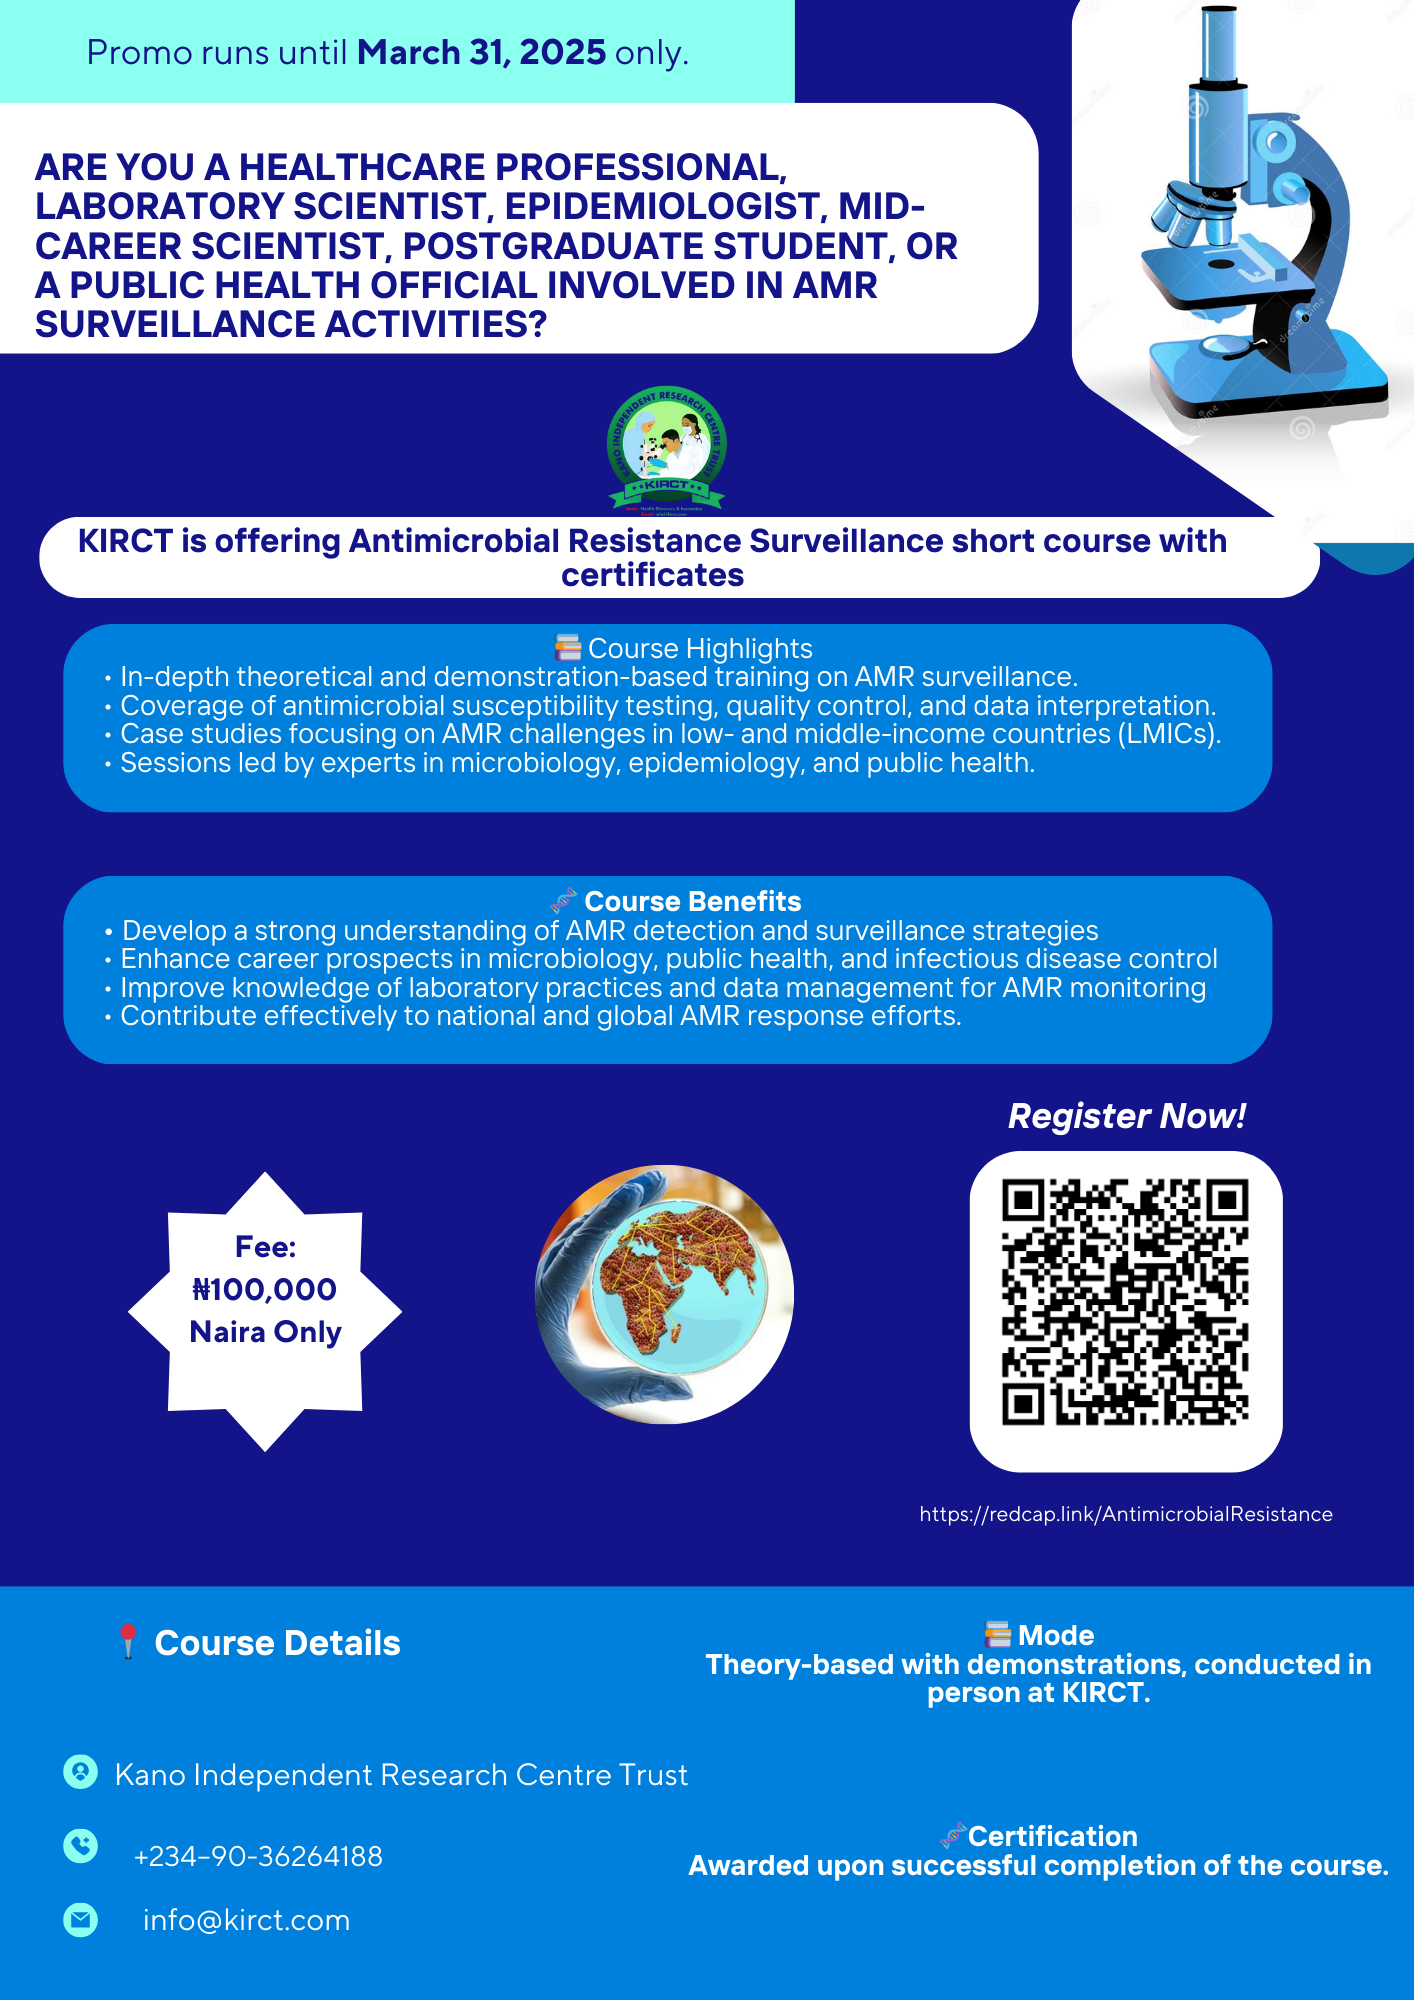 Promo runs until March 31, 2025 only.
ARE YOU A HEALTHCARE PROFESSIONAL,
LABORATORY SCIENTIST, EPIDEMIOLOGIST, MID-
CAREER SCIENTIST, POSTGRADUATE STUDENT, OR
A PUBLIC HEALTH OFFICIAL INVOLVED IN AMR
SURVEILLANCE ACTIVITIES?
KANO INDEPENDENT RESEARCH CENTRE TRUST
KIRCT
KIRCT is offering Antimicrobial Resistance Surveillance short course with
certificates
Course Highlights
• In-depth theoretical and demonstration-based training on AMR surveillance.
• Coverage of antimicrobial susceptibility testing, quality control, and data interpretation.
• Case studies focusing on AMR challenges in low- and middle-income countries (LMICs).
• Sessions led by experts in microbiology, epidemiology, and public health.
Course Benefits
• Develop a strong understanding of AMR detection and surveillance strategies
• Enhance career prospects in microbiology, public health, and infectious disease control
• Improve knowledge of laboratory practices and data management for AMR monitoring
• Contribute effectively to national and global AMR response efforts.
Fee:
₦100,000
Naira Only
Register Now!
https://redcap.link/AntimicrobialResistance
Course Details
Kano Independent Research Centre Trust
+234-90-36264188
info@kirct.com
Mode
Theory-based with demonstrations, conducted in
person at KIRCT.
Certification
Awarded upon successful completion of the course.